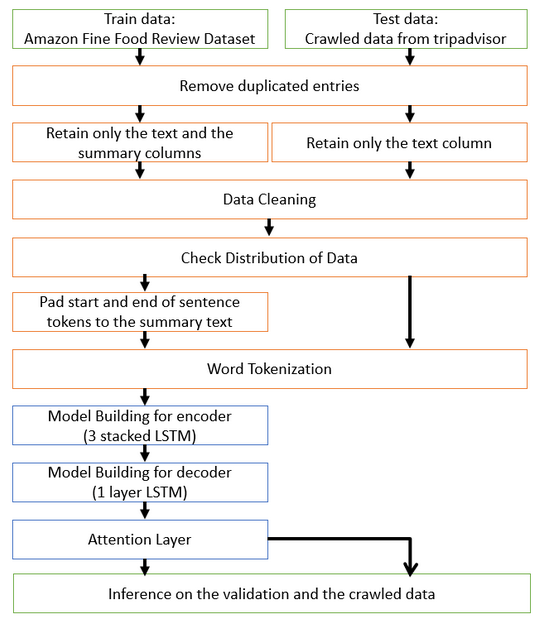 Train data:
Amazon Fine Food Review Dataset
Test data:
Crawled data from tripadvisor
Remove duplicated entries
Retain only the text and the
summary columns
Retain only the text column
Data Cleaning
Check Distribution of Data
Pad start and end of sentence
tokens to the summary text
Word Tokenization
Model Building for encoder
(3 stacked LSTM)
Model Building for decoder
(1 layer LSTM)
Attention Layer
Inference on the validation and the crawled data